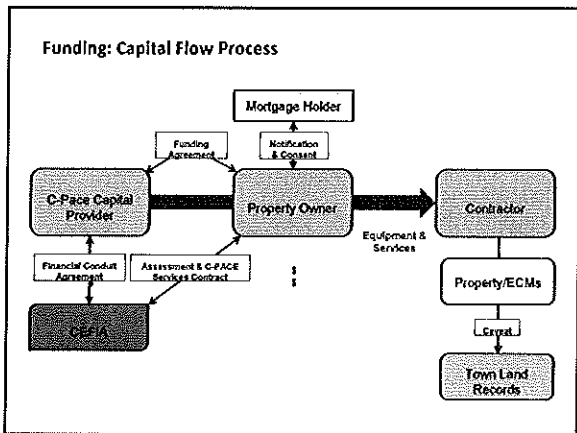 Funding: Capital Flow Process
Mortgage Holder
Funding
Agreement
Notification
& Consent
C-Pace Capital
Provider
Property Owner
Contractor
Equipment &
Services
Financial Conduit
Agreement
Assessment & C-PACE
Services Contract
$
$
Property/ECMs
CEFIA
Caveat
Town Land
Records